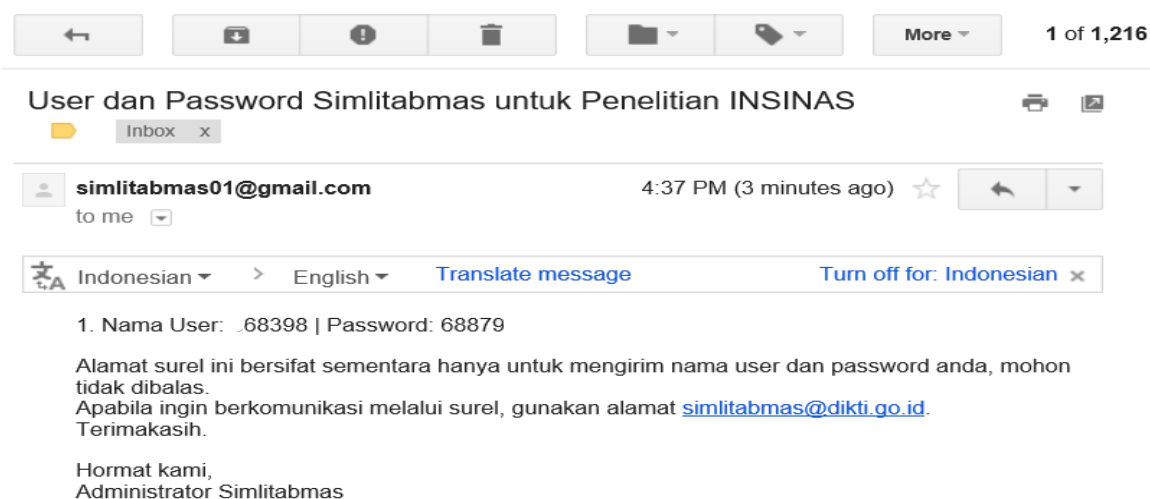 More
1 of 1,216
User dan Password Simlitabmas untuk Penelitian INSINAS
Inbox x
simlitabmas01@gmail.com 4:37 PM (3 minutes ago)
to me
Indonesian > English Translate message Turn off for: Indonesian x
1. Nama User: .68398 | Password: 68879
Alamat surel ini bersifat sementara hanya untuk mengirim nama user dan password anda, mohon
tidak dibalas.
Apabila ingin berkomunikasi melalui surel, gunakan alamat simlitabmas@dikti.go.id.
Terimakasih.
Hormat kami,
Administrator Simlitabmas